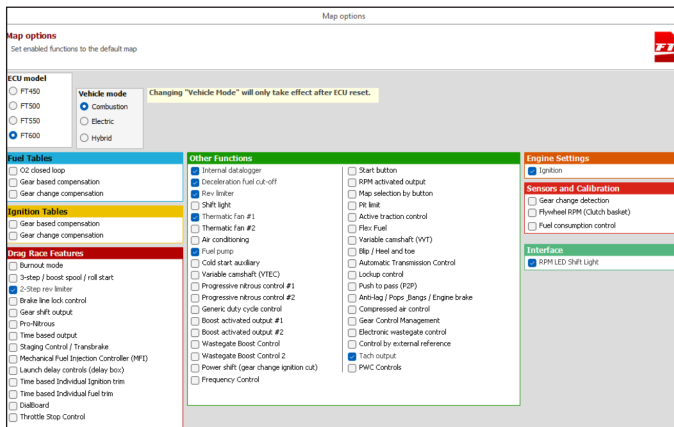 Map options
Map options
Set enabled functions to the default map
FT
ECU model
FT450
FT500
FT550
FT600
Vehicle mode
Combustion
Electric
Hybrid
Changing "Vehicle Mode" will only take effect after ECU reset.
Fuel Tables
O2 closed loop
Gear based compensation
Gear change compensation
Ignition Tables
Gear based compensation
Gear change compensation
Drag Race Features
Burnout mode
3-step / boost spool / roll start
2-Step rev limiter
Brake line lock control
Gear shift output
Pro-Nitrous
Time based output
Staging Control / Transbrake
Mechanical Fuel Injection Controller (MFI)
Launch delay controls (delay box)
Time based Individual Ignition trim
Time based Individual fuel trim
DialBoard
Throttle Stop Control
Other Functions
Internal datalogger
Deceleration fuel cut-off
Rev limiter
Shift light
Thermatic fan #1
Thermatic fan #2
Air conditioning
Fuel pump
Cold start auxiliary
Variable camshaft (VTEC)
Progressive nitrous control #1
Progressive nitrous control #2
Generic duty cycle control
Boost activated output #1
Boost activated output #2
Wastegate Boost Control
Wastegate Boost Control 2
Power shift (gear change ignition cut)
Frequency Control
Start button
RPM activated output
Map selection by button
Pit limit
Active traction control
Flex Fuel
Variable camshaft (VVT)
Blip / Heel and toe
Automatic Transmission Control
Lockup control
Push to pass (P2P)
Anti-lag / Pops ,Bangs / Engine brake
Compressed air control
Gear Control Management
Electronic wastegate control
Control by external reference
Tach output
PWC Controls
Engine Settings
Ignition
Sensors and Calibration
Gear change detection
Flywheel RPM (Clutch basket)
Fuel consumption control
Interface
RPM LED Shift Light